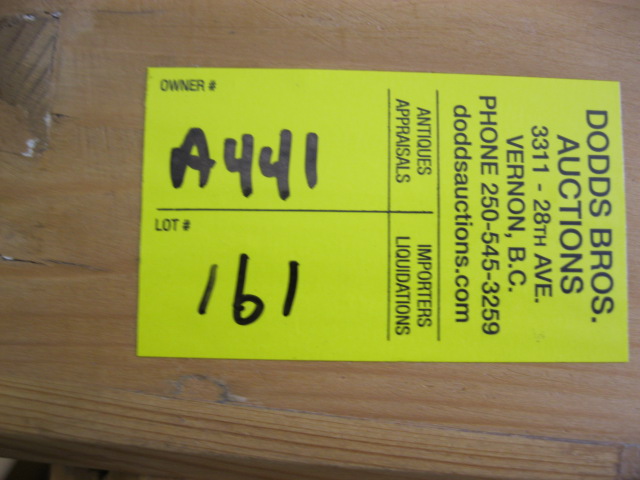 DODDS BROS.
AUCTIONS
3311 - 28TH AVE.
VERNON, B.C.
PHONE 250-545-3259
doddsauctions.com
ANTIQUES
APPRAISALS
IMPORTERS
LIQUIDATIONS
OWNER #
A441
LOT #
161